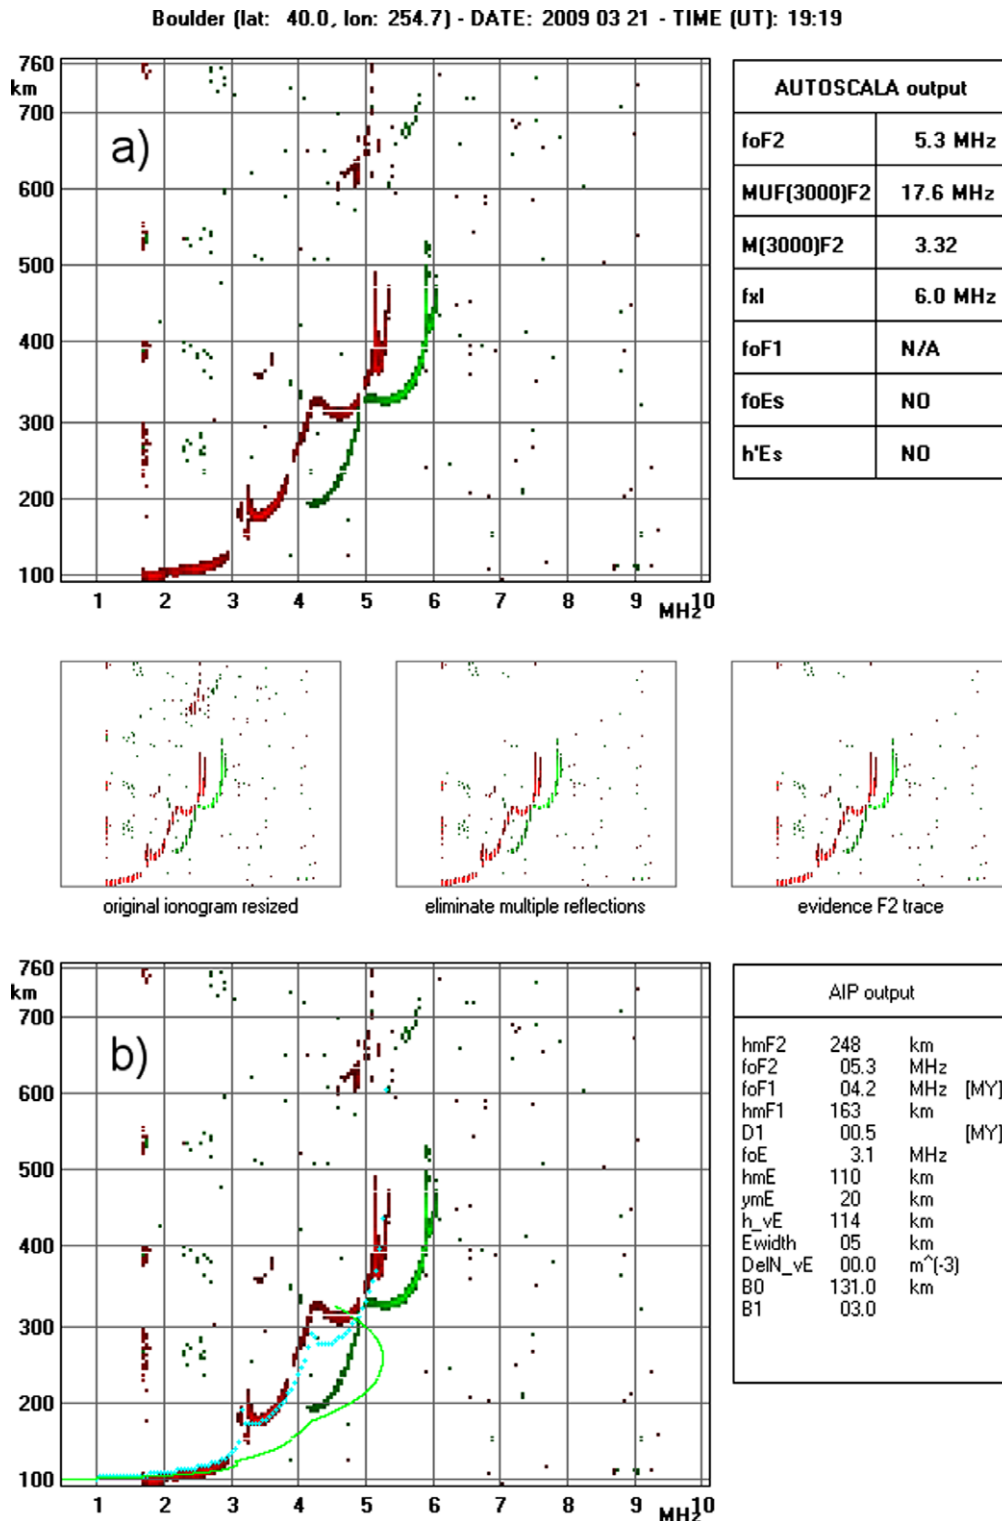 Boulder (lat: 40.0, lon: 254.7) - DATE: 2009 03 21 - TIME (UT): 19:19
760
km
700
600
500
400
300
200
100
a)
1 2 3 4 5 6 7 8 9 10
MHz
AUTOSCALA output
foF2 5.3 MHz
MUF(3000)F2 17.6 MHz
M(3000)F2 3.32
fxI 6.0 MHz
foF1 N/A
foEs NO
h'Es NO
original ionogram resized
eliminate multiple reflections
evidence F2 trace
760
km
700
600
500
400
300
200
100
b)
1 2 3 4 5 6 7 8 9 10
MHz
AIP output
hmF2 248 km
foF2 05.3 MHz
foF1 04.2 MHz [MY]
hmF1 163 km
D1 00.5 [MY]
foE 3.1 MHz
hmE 110 km
ymE 20 km
h_vE 114 km
Ewidth 05 km
DelN_vE 00.0 m^(-3)
B0 131.0 km
B1 03.0